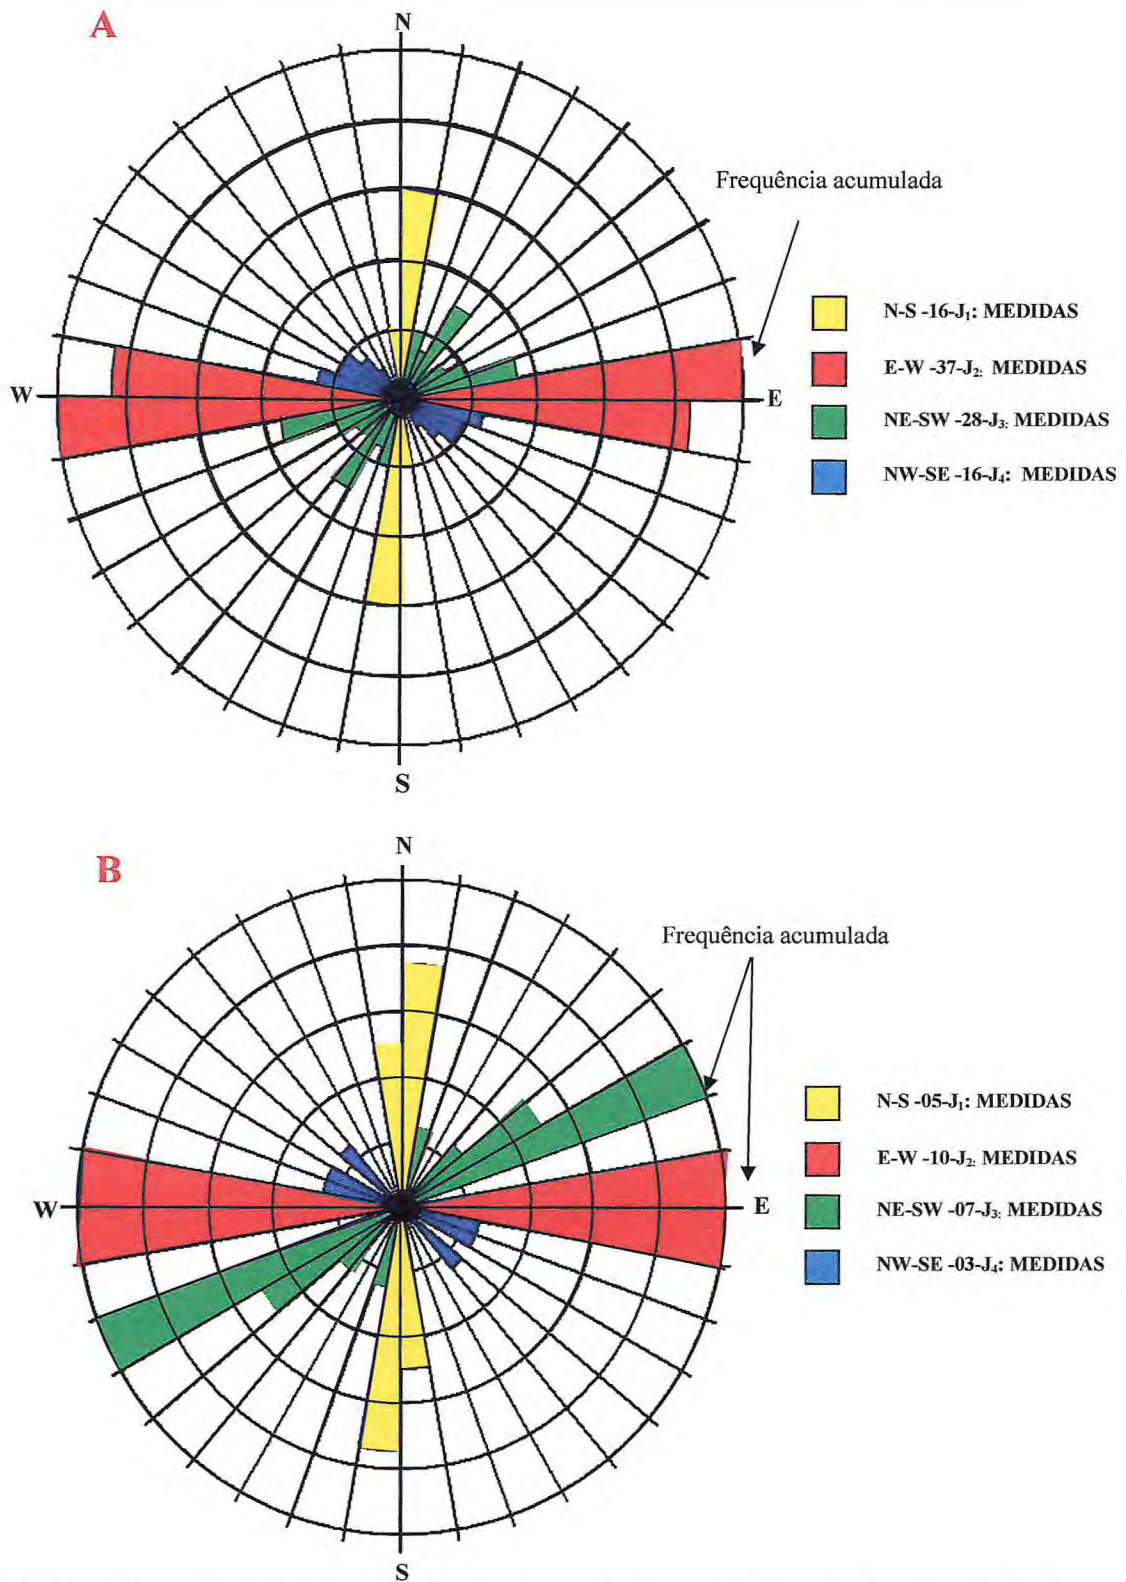 A
N
Frequência acumulada
N-S -16-J₁: MEDIDAS
E-W -37-J₂: MEDIDAS
W
E
NE-SW -28-J₃: MEDIDAS
NW-SE -16-J₄: MEDIDAS
S
B
N
Frequência acumulada
N-S -05-J₁: MEDIDAS
E-W -10-J₂: MEDIDAS
W
E
NE-SW -07-J₃: MEDIDAS
NW-SE -03-J₄: MEDIDAS
S